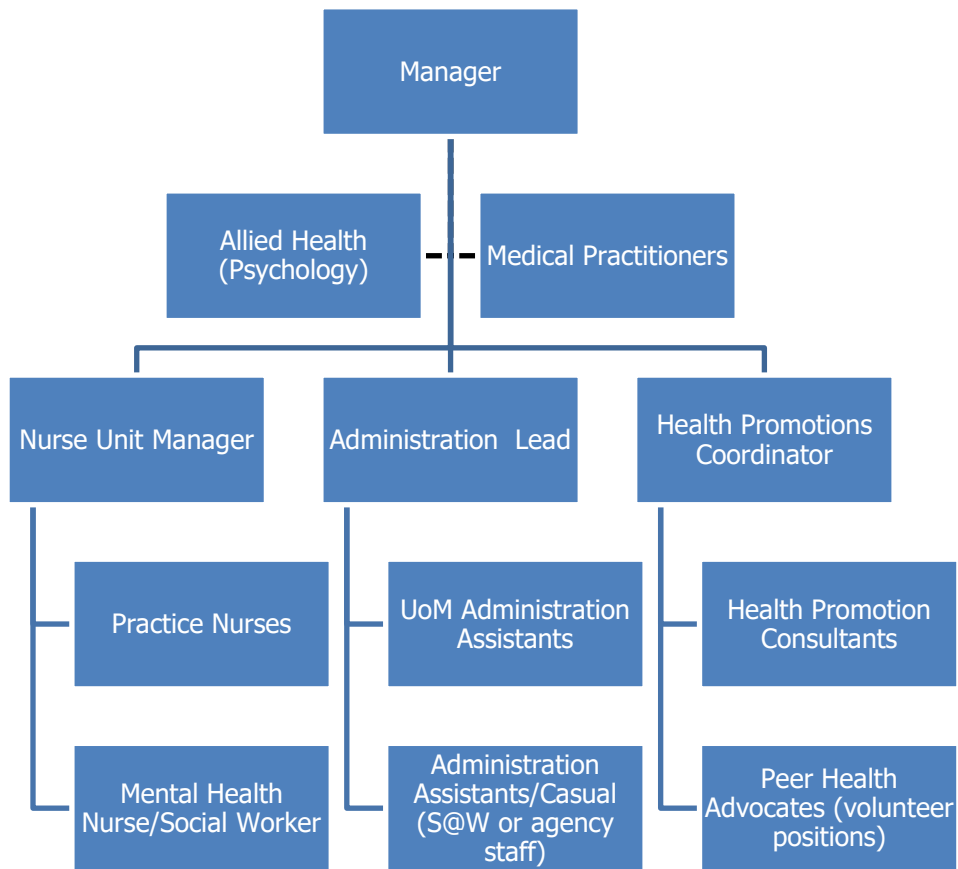 Manager
Allied Health
(Psychology)
Medical Practitioners
Nurse Unit Manager
Administration Lead
Health Promotions
Coordinator
Practice Nurses
UoM Administration
Assistants
Health Promotion
Consultants
Mental Health
Nurse/Social Worker
Administration
Assistants/Casual
(S@W or agency
staff)
Peer Health
Advocates (volunteer
positions)